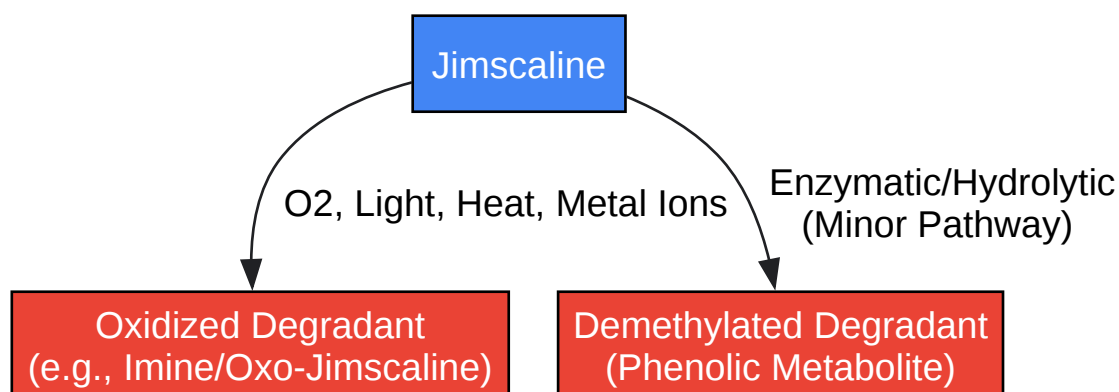 Jimscaline
O2, Light, Heat, Metal Ions
Enzymatic/Hydrolytic
(Minor Pathway)
Oxidized Degradant
(e.g., Imine/Oxo-Jimscaline)
Demethylated Degradant
(Phenolic Metabolite)